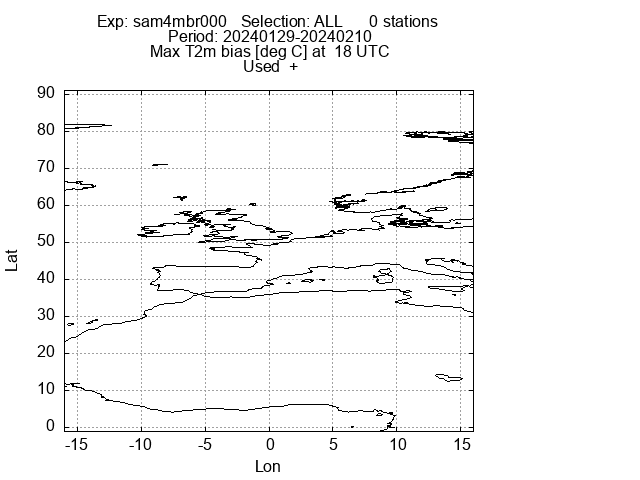 Exp: sam4mbr000   Selection: ALL      0 stations
Period: 20240129-20240210
Max T2m bias [deg C] at  18 UTC
Used  +
90
80
70
60
50
40
30
20
10
0
Lat
-15 -10 -5 0 5 10 15
Lon